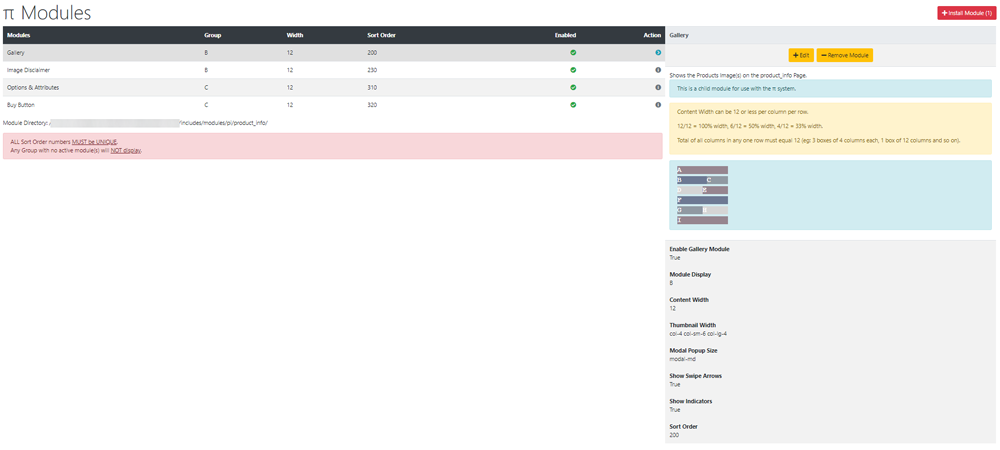 π Modules
Install Module (1)
Modules Group Width Sort Order Enabled Action
Gallery B 12 200
Image Disclaimer B 12 230
Options & Attributes C 12 310
Buy Button C 12 320
Module Directory: /includes/modules/pi/product_info/
ALL Sort Order numbers MUST be UNIQUE.
Any Group with no active module(s) will NOT display.
Gallery
Edit Remove Module
Shows the Products Image(s) on the product_info Page.
This is a child module for use with the π system.
Content Width can be 12 or less per column per row.
12/12 = 100% width, 6/12 = 50% width, 4/12 = 33% width.
Total of all columns in any one row must equal 12 (eg: 3 boxes of 4 columns each, 1 box of 12 columns and so on).
A
B C
D E
F
G H
I
Enable Gallery Module
True
Module Display
B
Content Width
12
Thumbnail Width
col-4 col-sm-6 col-lg-4
Modal Popup Size
modal-md
Show Swipe Arrows
True
Show Indicators
True
Sort Order
200